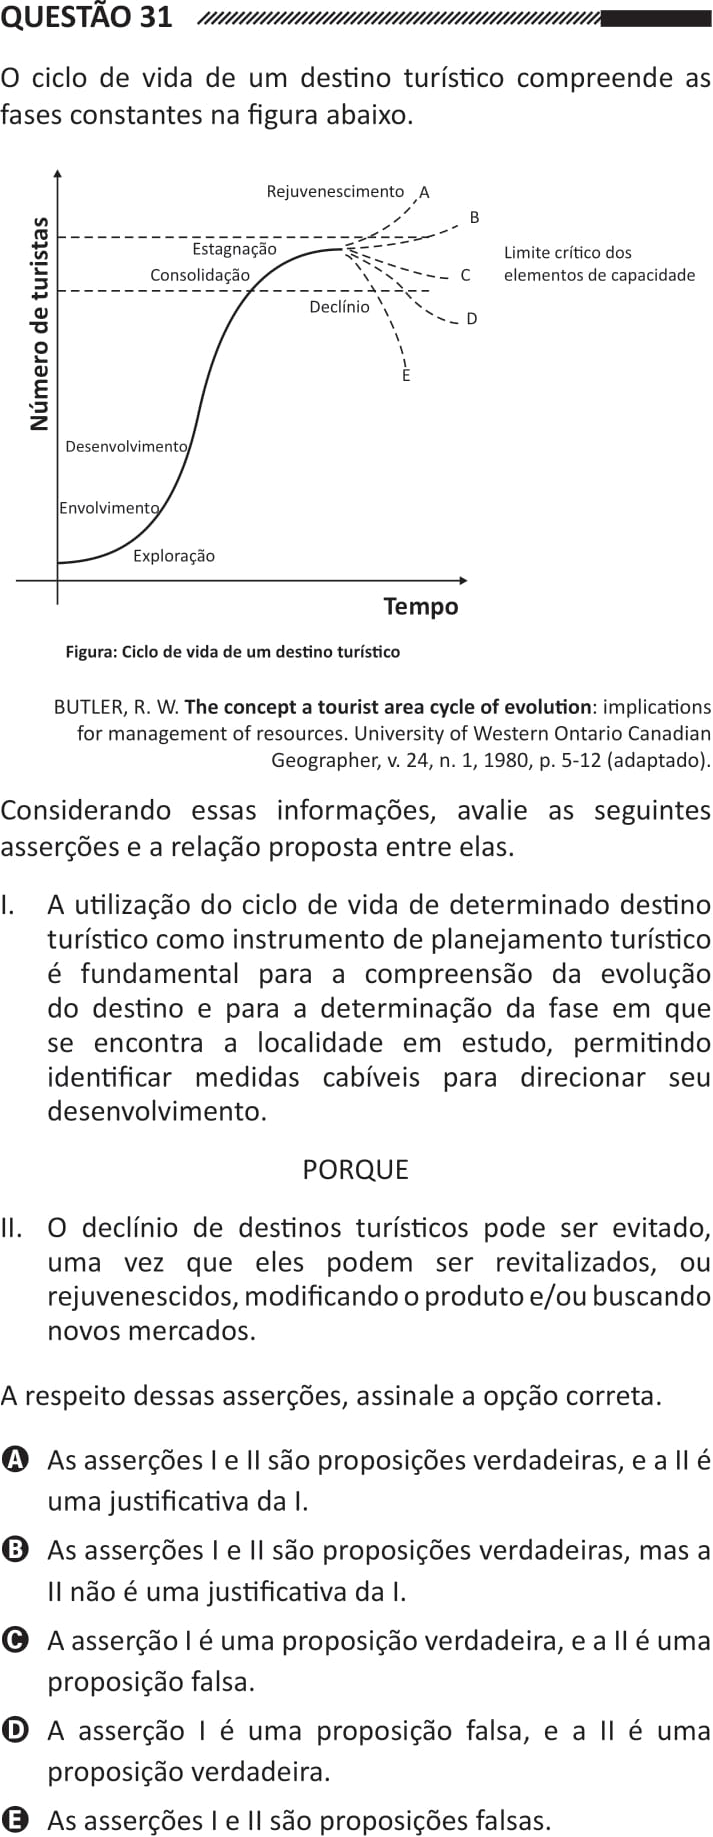 QUESTÃO 31
O ciclo de vida de um destino turístico compreende as
fases constantes na figura abaixo.
Rejuvenescimento A
B
Número de turistas
Estagnação
Limite crítico dos
Consolidação
C
elementos de capacidade
Declínio
D
E
Desenvolvimento
Envolvimento
Exploração
Tempo
Figura: Ciclo de vida de um destino turístico
BUTLER, R. W. The concept a tourist area cycle of evolution: implications
for management of resources. University of Western Ontario Canadian
Geographer, v. 24, n. 1, 1980, p. 5-12 (adaptado).
Considerando essas informações, avalie as seguintes
asserções e a relação proposta entre elas.
I. A utilização do ciclo de vida de determinado destino
turístico como instrumento de planejamento turístico
é fundamental para a compreensão da evolução
do destino e para a determinação da fase em que
se encontra a localidade em estudo, permitindo
identificar medidas cabíveis para direcionar seu
desenvolvimento.
PORQUE
II. O declínio de destinos turísticos pode ser evitado,
uma vez que eles podem ser revitalizados, ou
rejuvenescidos, modificando o produto e/ou buscando
novos mercados.
A respeito dessas asserções, assinale a opção correta.
A As asserções I e II são proposições verdadeiras, e a II é
uma justificativa da I.
B As asserções I e II são proposições verdadeiras, mas a
II não é uma justificativa da I.
C A asserção I é uma proposição verdadeira, e a II é uma
proposição falsa.
D A asserção I é uma proposição falsa, e a II é uma
proposição verdadeira.
E As asserções I e II são proposições falsas.